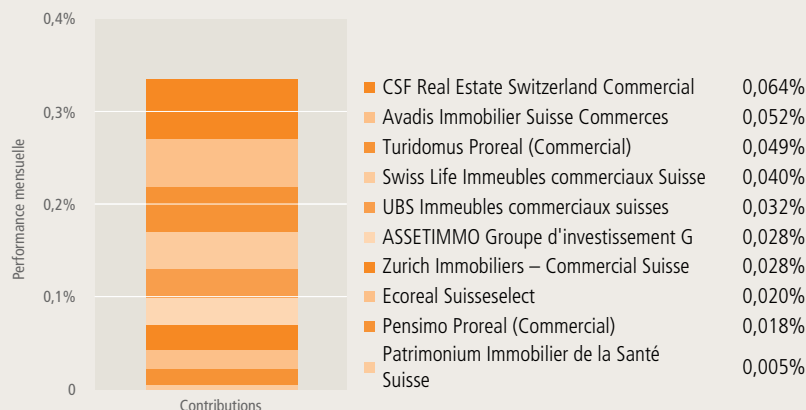 0,4%
0,3%
0,2%
0,1%
0
Performance mensuelle
Contributions
CSF Real Estate Switzerland Commercial 0,064%
Avadis Immobilier Suisse Commerces 0,052%
Turidomus Proreal (Commercial) 0,049%
Swiss Life Immeubles commerciaux Suisse 0,040%
UBS Immeubles commerciaux suisses 0,032%
ASSETIMMO Groupe d'investissement G 0,028%
Zurich Immobiliers – Commercial Suisse 0,028%
Ecoreal Suisseselect 0,020%
Pensimo Proreal (Commercial) 0,018%
Patrimonium Immobilier de la Santé
Suisse 0,005%